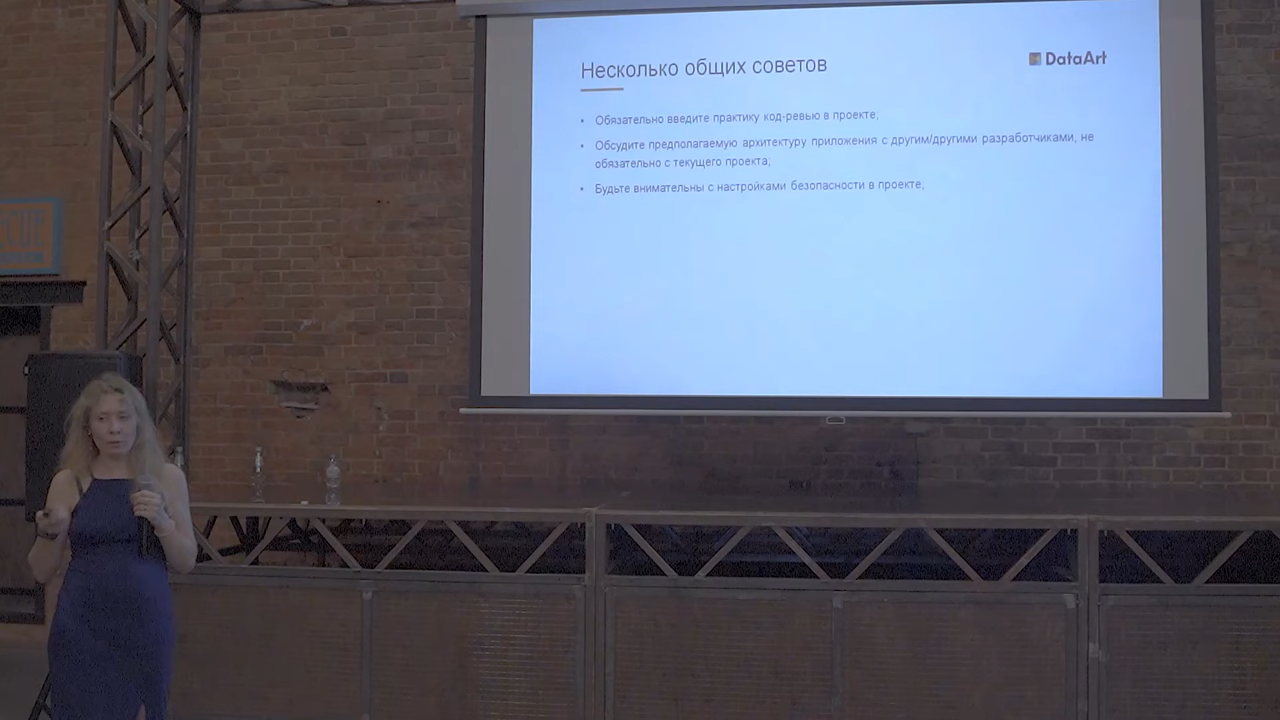 Несколько общих советов
DataArt
• Обязательно введите практику код-ревью в проекте;
• Обсудите предполагаемую архитектуру приложения с другим/другими разработчиками, не
обязательно с текущего проекта;
• Будьте внимательны с настройками безопасности в проекте;